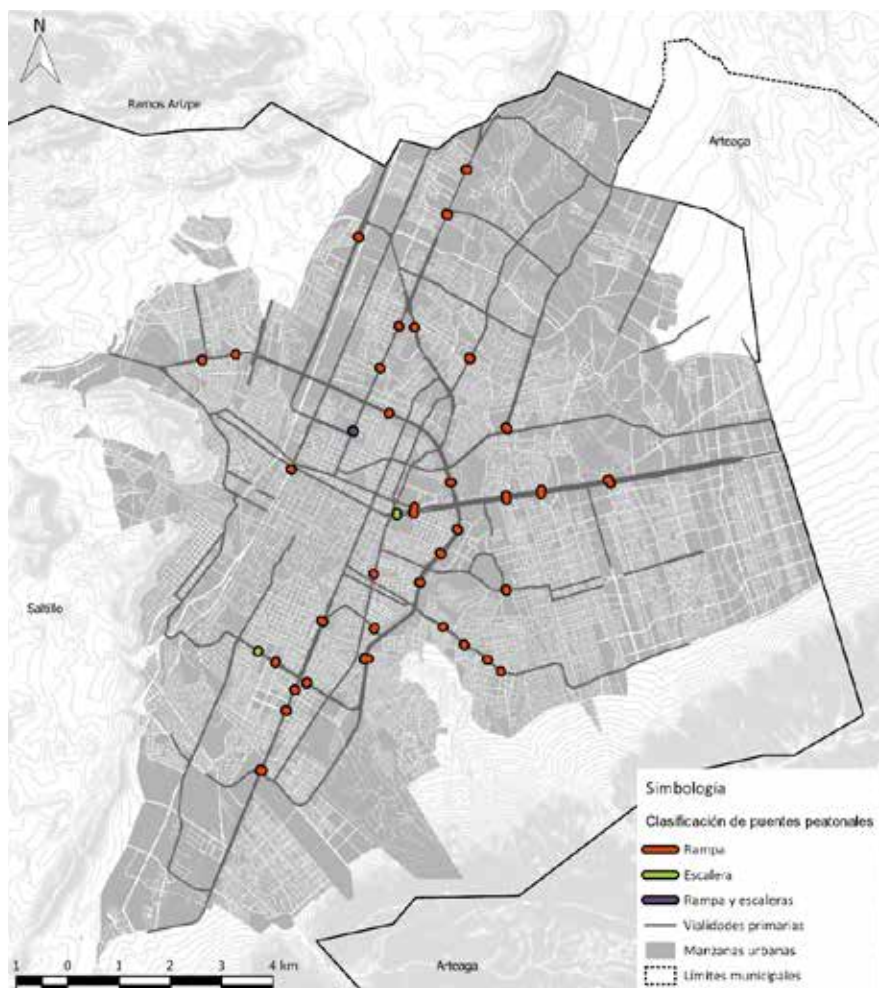 N
Ramos Arizpe
Arteaga
Saltillo
Simbología
Clasificación de puentes peatonales
Rampa
Escalera
Rampa y escaleras
Vialidades primarias
Manzanas urbanas
Límites municipales
1 0 1 2 3 4 km
Arteaga